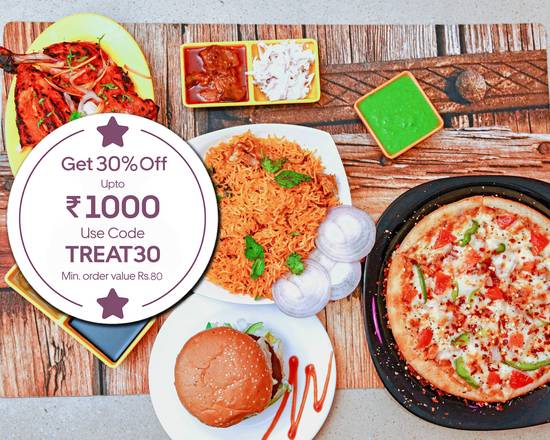 Get 30% Off
Upto
₹1000
Use Code
TREAT30
Min. order value Rs.80